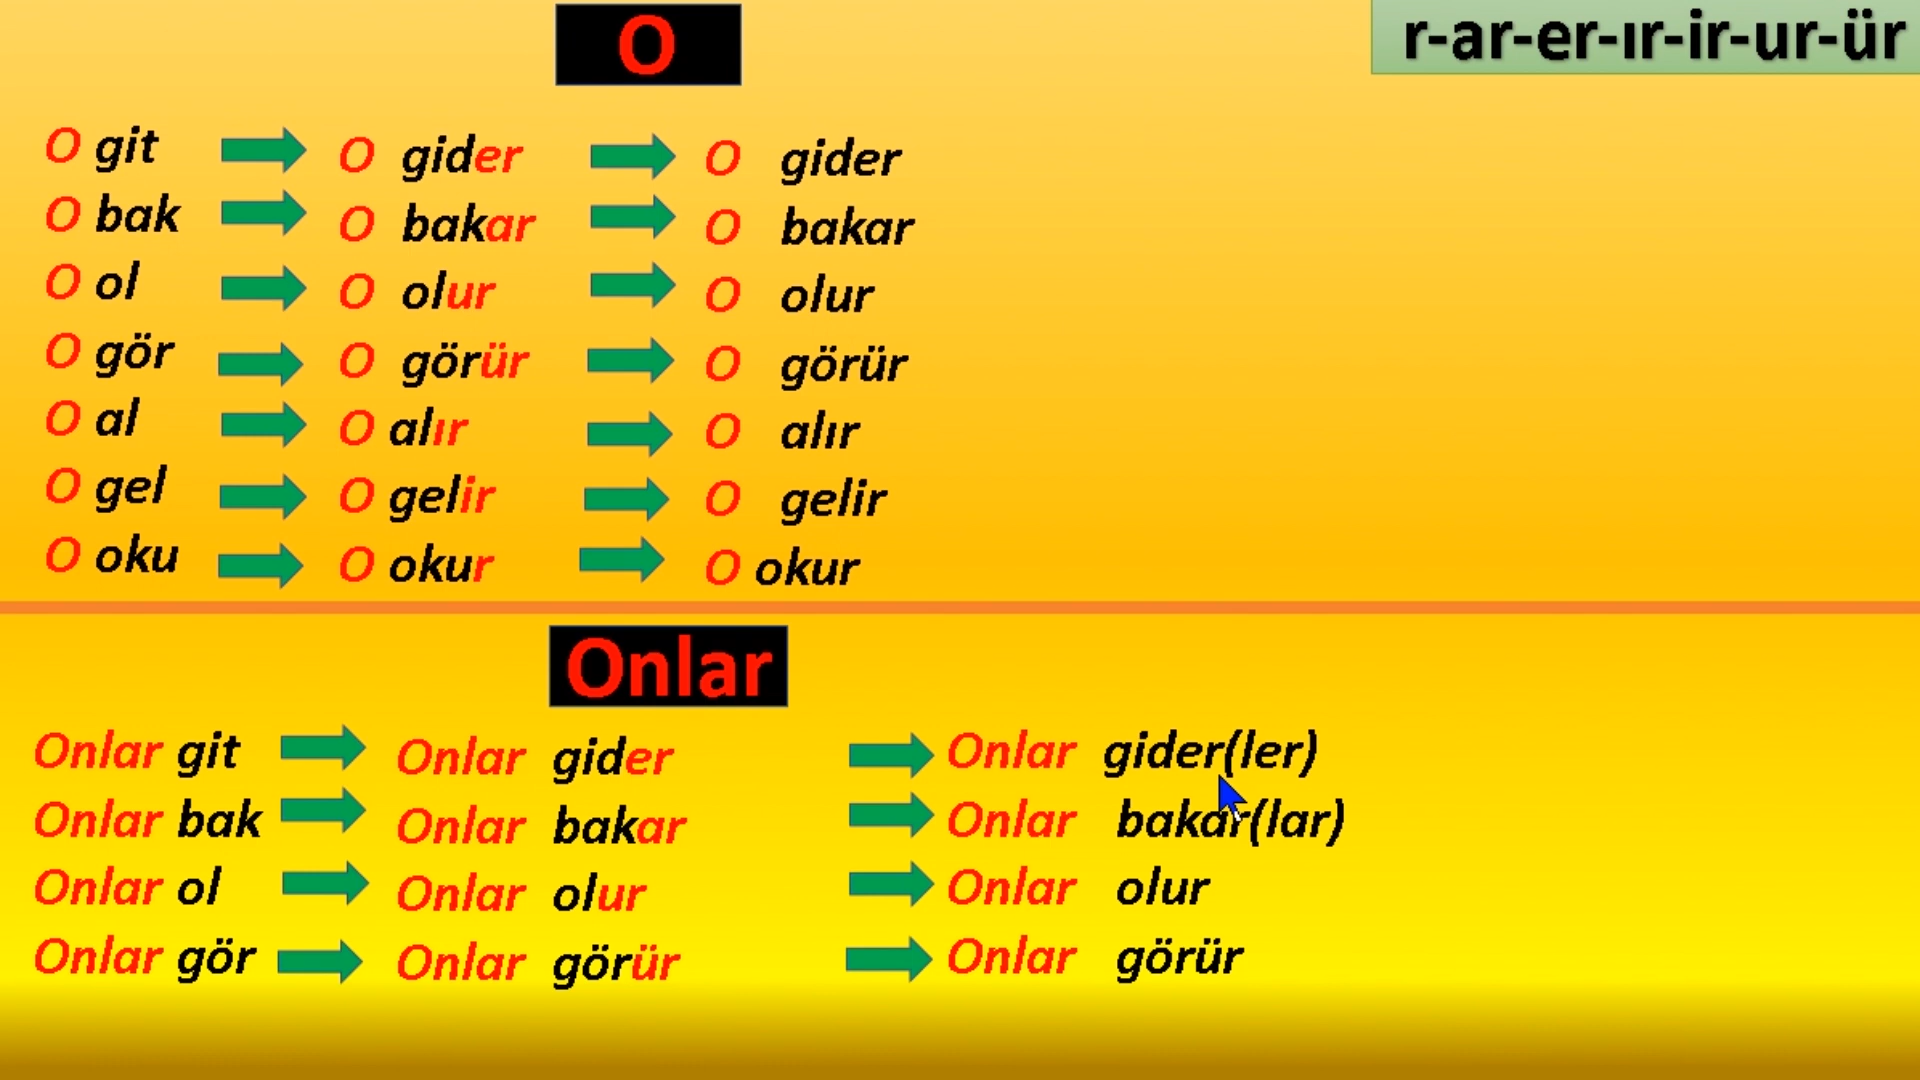 O
r-ar-er-ır-ir-ur-ür
O git O gider O gider
O bak O bakar O bakar
O ol O olur O olur
O gör O görür O görür
O al O alır O alır
O gel O gelir O gelir
O oku O okur O okur
Onlar
Onlar git Onlar gider Onlar gider(ler)
Onlar bak Onlar bakar Onlar bakar(lar)
Onlar ol Onlar olur Onlar olur
Onlar gör Onlar görür Onlar görür